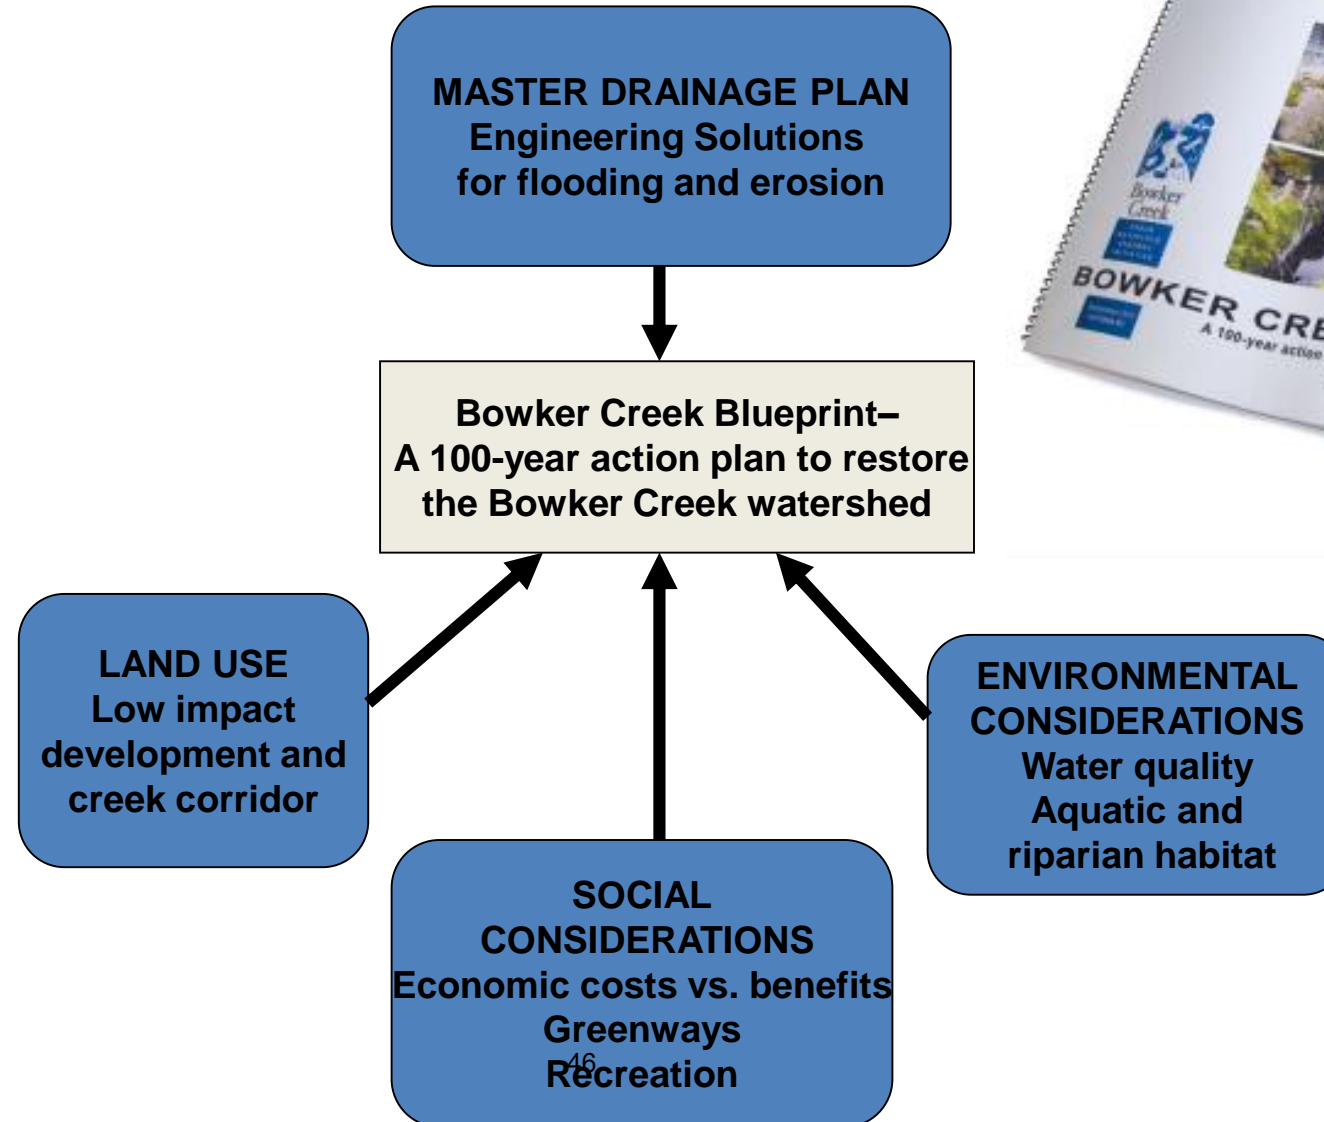 MASTER DRAINAGE PLAN
Engineering Solutions
for flooding and erosion
Bowker
Creek
BOWKER CRE
A 100-year action
Bowker Creek Blueprint–
A 100-year action plan to restore
the Bowker Creek watershed
LAND USE
Low impact
development and
creek corridor
ENVIRONMENTAL
CONSIDERATIONS
Water quality
Aquatic and
riparian habitat
SOCIAL
CONSIDERATIONS
Economic costs vs. benefits
Greenways
Recreation
46